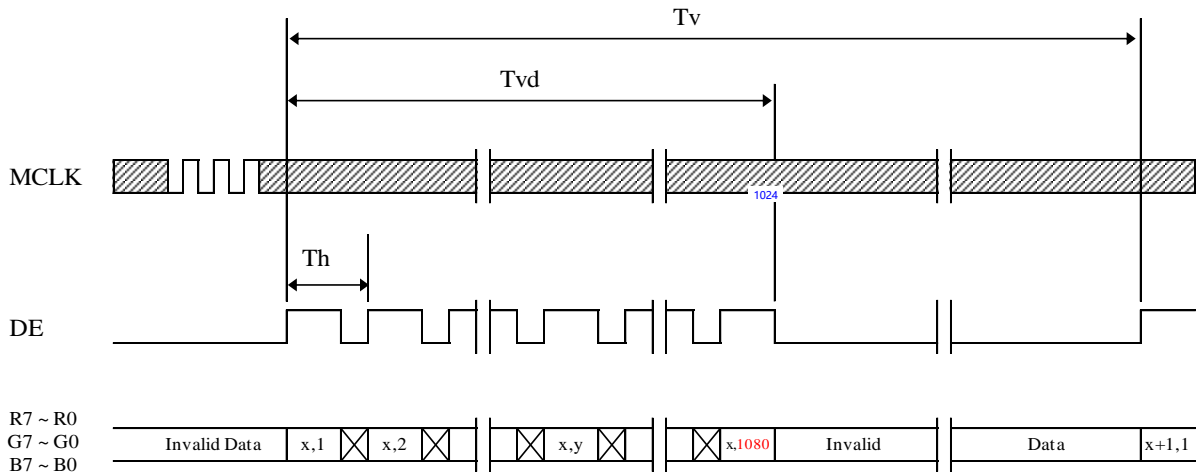 Tv
Tvd
MCLK
1024
Th
DE
R7 ~ R0
G7 ~ G0
B7 ~ B0
Invalid Data x,1 x,2 x,y x,1080 Invalid Data x+1,1